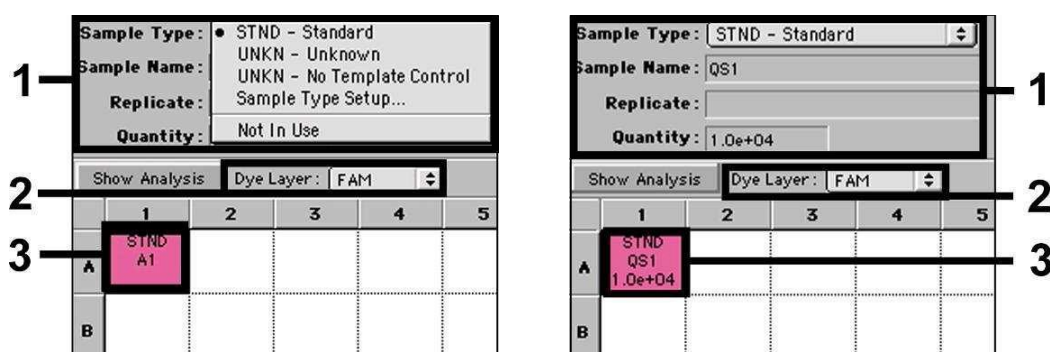 Sample Type: STND - Standard
UNKN - Unknown
Sample Name: UNKN - No Template Control
Replicate: Sample Type Setup...
Quantity: Not In Use
1
Show Analysis Dye Layer: FAM
2
1 2 3 4 5
3
A STND
A1
B
Sample Type: STND - Standard
Sample Name: QS1
Replicate:
Quantity: 1.0e+04
1
Show Analysis Dye Layer: FAM
2
1 2 3 4 5
3
A STND
QS1
1.0e+04
B